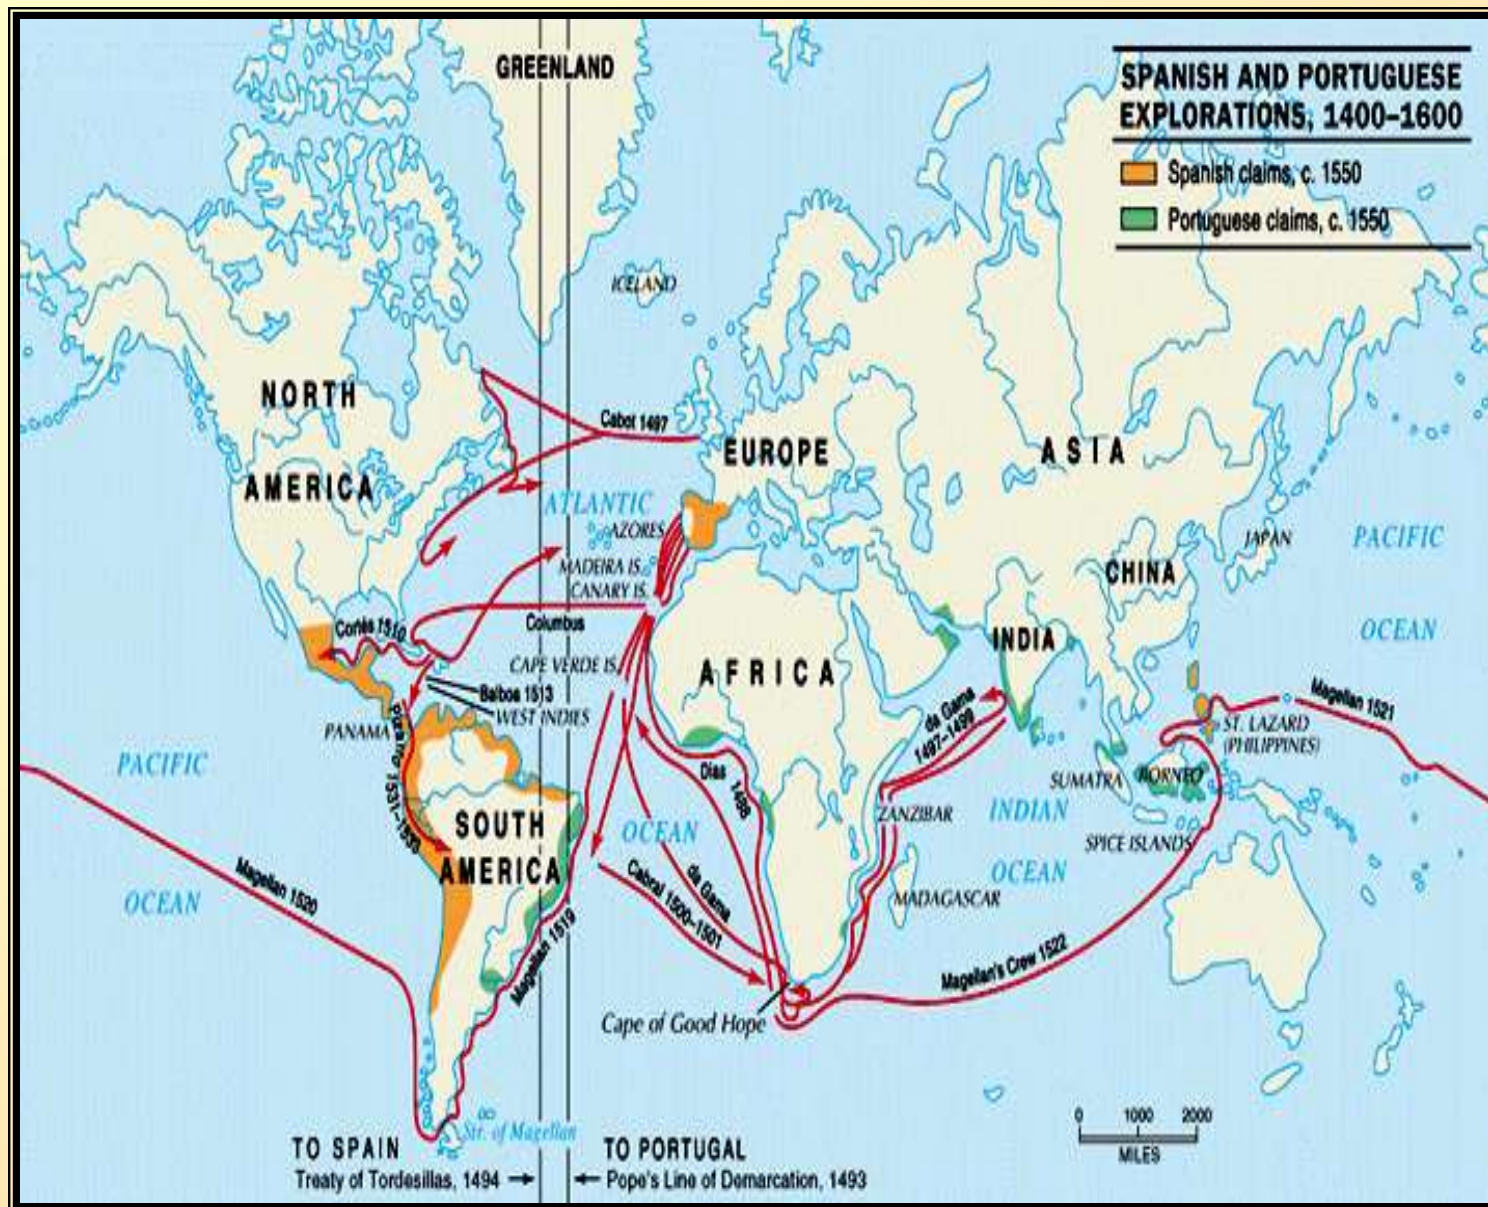 GREENLAND
SPANISH AND PORTUGUESE
EXPLORATIONS, 1400–1600
Spanish claims, c. 1550
Portuguese claims, c. 1550
ICELAND
NORTH
AMERICA
Cabot 1497
EUROPE
ASIA
ATLANTIC
AZORES
MADEIRA IS.
CANARY IS.
JAPAN
PACIFIC
OCEAN
CHINA
Cortés 1510
Columbus
INDIA
CAPE VERDE IS.
AFRICA
Balboa 1513
WEST INDIES
PANAMA
Pizarro 1531–1533
da Gama
1497–1499
Magellan 1521
ST. LAZARD
(PHILIPPINES)
PACIFIC
OCEAN
Dias 1488
SUMATRA
BORNEO
ZANZIBAR
INDIAN
OCEAN
SPICE ISLANDS
SOUTH
AMERICA
OCEAN
Magellan 1520
da Gama
Cabral 1500–1501
MADAGASCAR
Magellan 1519
Magellan's Crew 1522
Cape of Good Hope
Str. of Magellan
0 1000 2000
MILES
TO SPAIN
Treaty of Tordesillas, 1494
TO PORTUGAL
Pope's Line of Demarcation, 1493